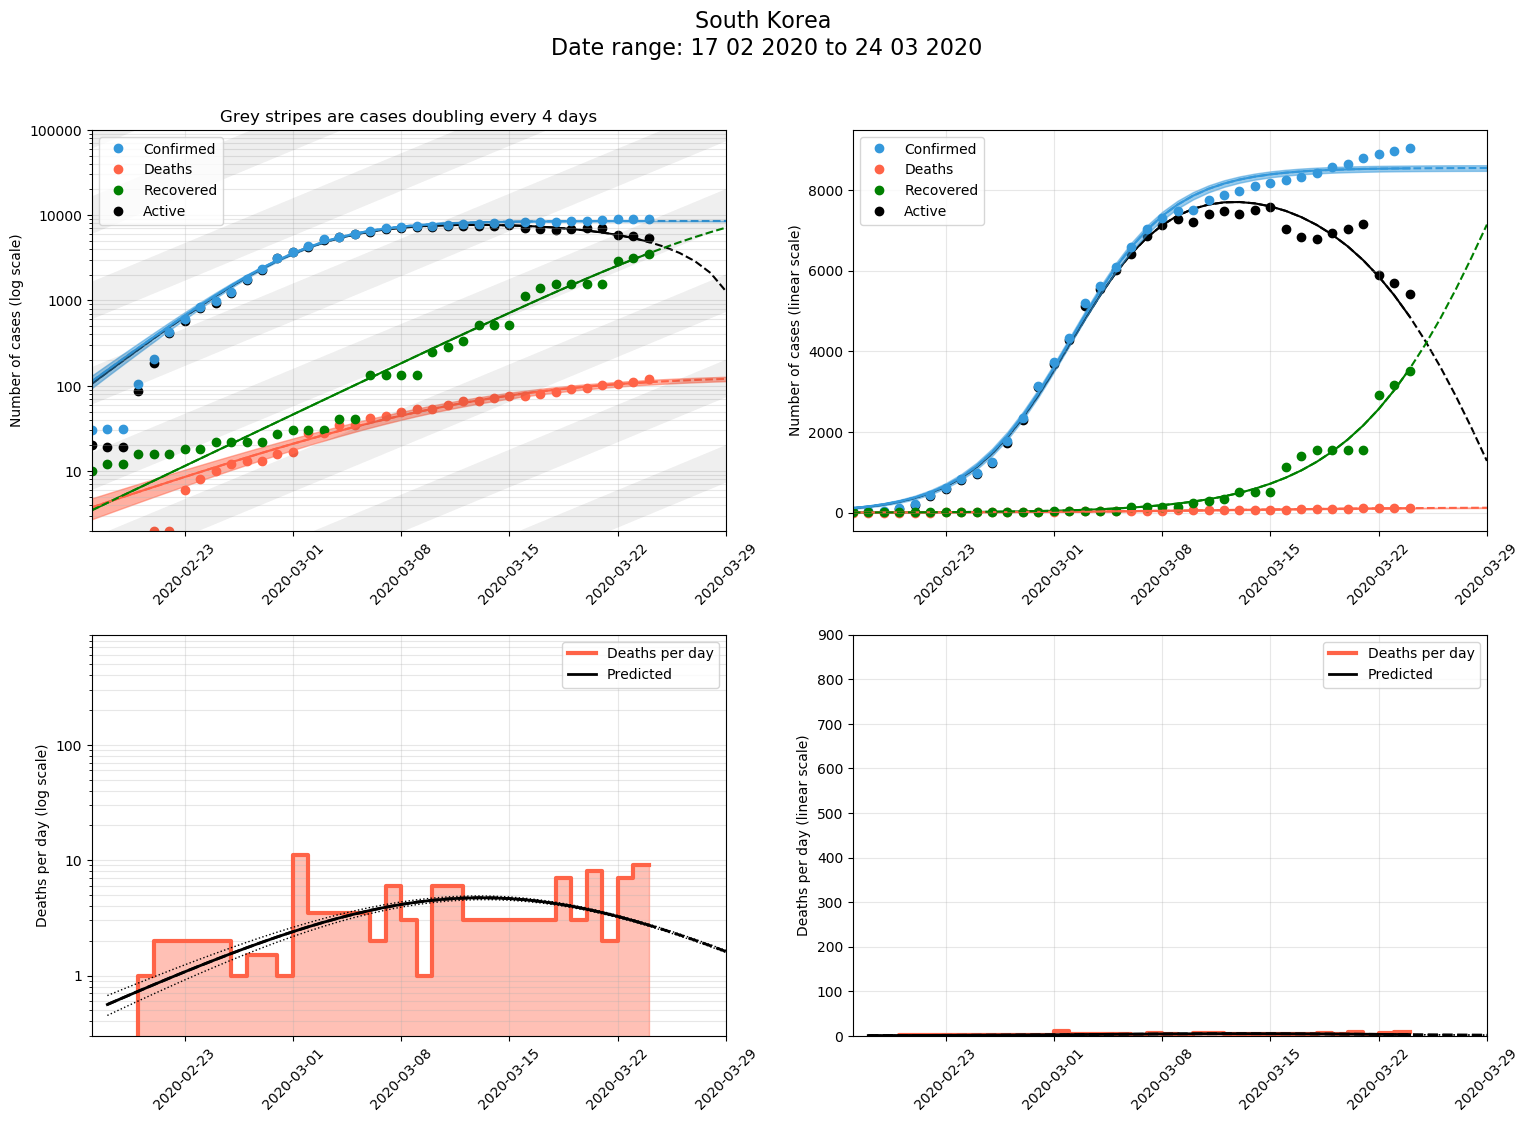 South Korea
Date range: 17 02 2020 to 24 03 2020
Grey stripes are cases doubling every 4 days
Number of cases (log scale)
100000
10000
1000
100
10
Confirmed
Deaths
Recovered
Active
2020-02-23
2020-03-01
2020-03-08
2020-03-15
2020-03-22
2020-03-29
Number of cases (linear scale)
8000
6000
4000
2000
0
Confirmed
Deaths
Recovered
Active
2020-02-23
2020-03-01
2020-03-08
2020-03-15
2020-03-22
2020-03-29
Deaths per day (log scale)
100
10
1
Deaths per day
Predicted
2020-02-23
2020-03-01
2020-03-08
2020-03-15
2020-03-22
2020-03-29
Deaths per day (linear scale)
900
800
700
600
500
400
300
200
100
0
Deaths per day
Predicted
2020-02-23
2020-03-01
2020-03-08
2020-03-15
2020-03-22
2020-03-29